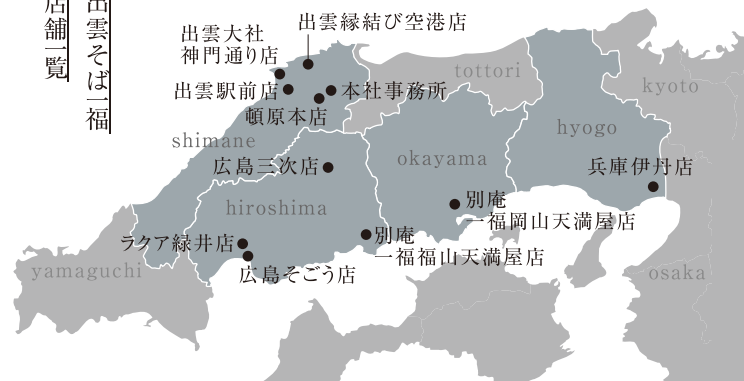 出雲そば一福
店舗一覧
出雲縁結び空港店
出雲大社
神門通り店
出雲駅前店
本社事務所
頓原本店
tottori
kyoto
shimane
hyogo
okayama
広島三次店
兵庫伊丹店
hiroshima
別庵
一福岡山天満屋店
ラクア緑井店
別庵
一福福山天満屋店
広島そごう店
yamaguchi
osaka